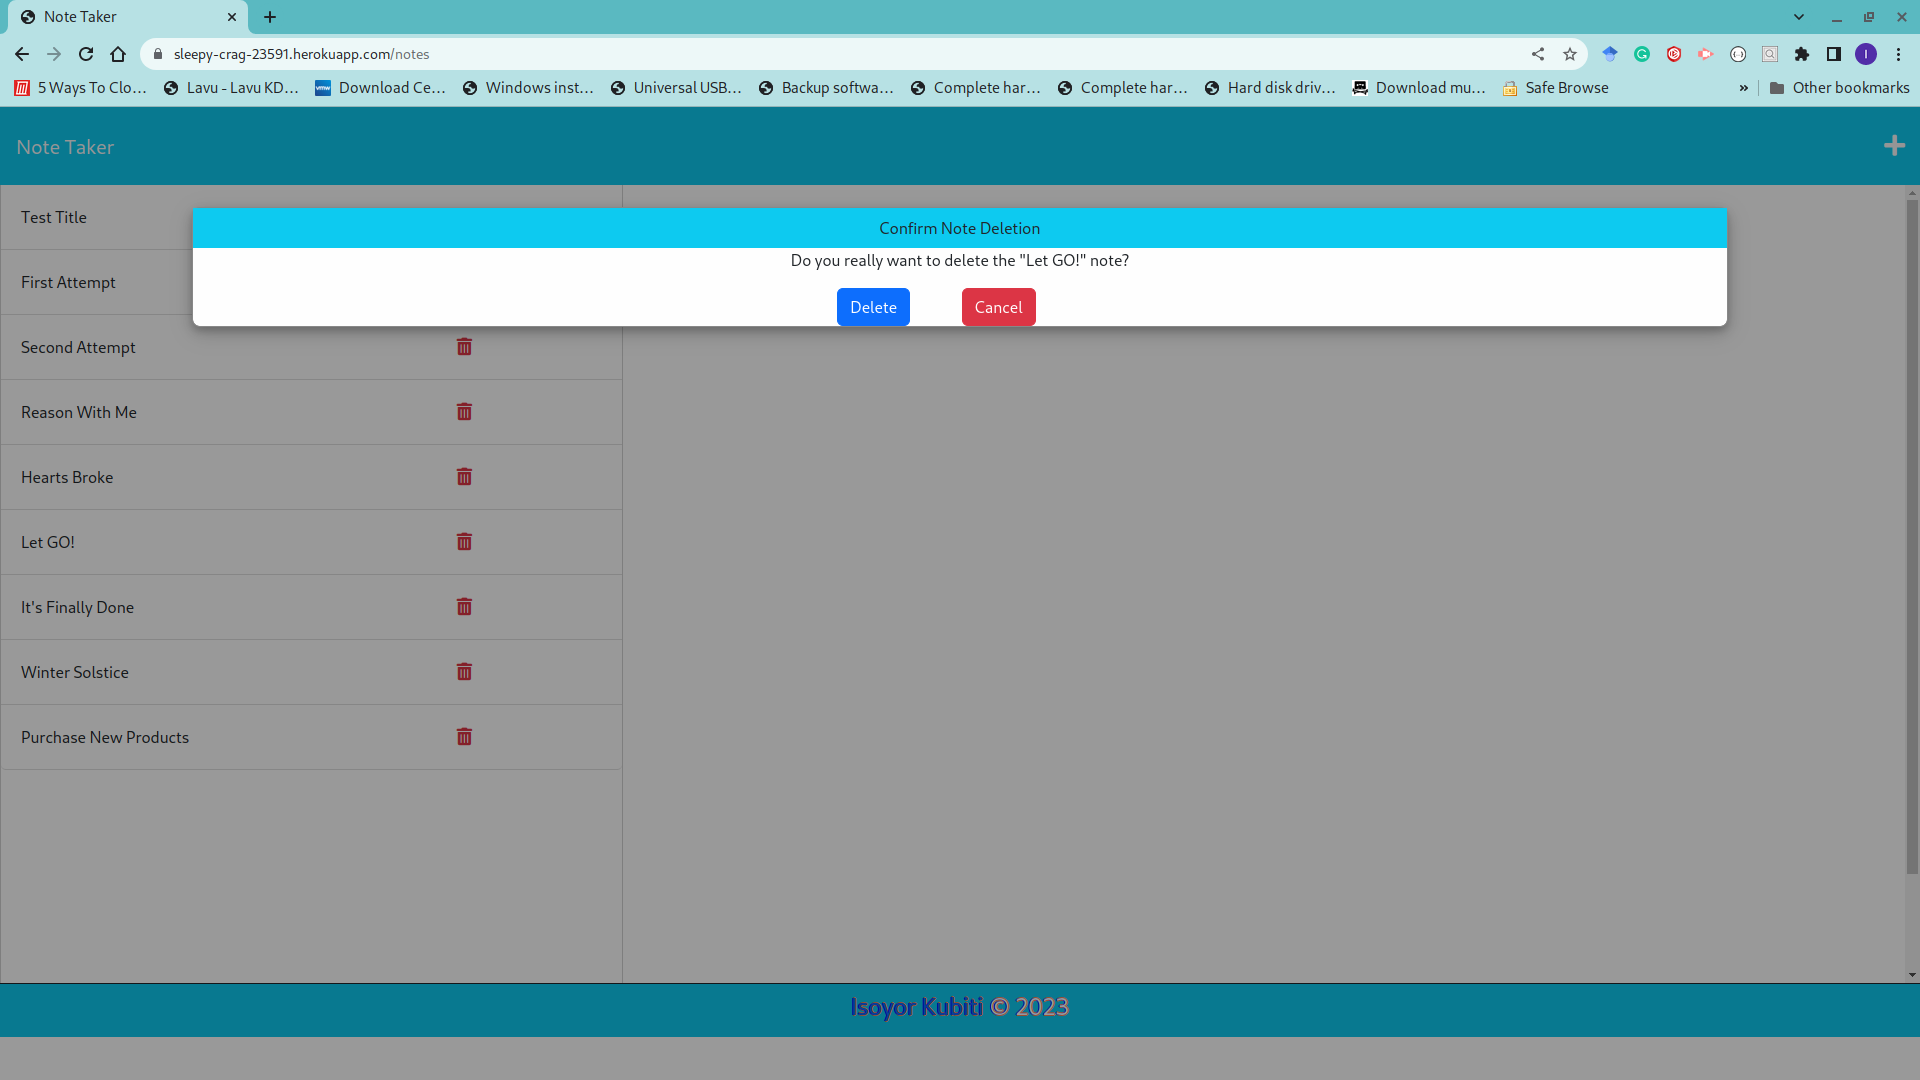 Note Taker
sleepy-crag-23591.herokuapp.com/notes
I
5 Ways To Clo...
Lavu - Lavu KD...
vmw
Download Ce...
Windows inst...
Universal USB...
Backup softwa...
Complete har...
Complete har...
Hard disk driv...
Download mu...
Safe Browse
»
Other bookmarks
Note Taker
Test Title
Confirm Note Deletion
Do you really want to delete the "Let GO!" note?
Delete
Cancel
First Attempt
Second Attempt
Reason With Me
Hearts Broke
Let GO!
It's Finally Done
Winter Solstice
Purchase New Products
Isoyor Kubiti © 2023